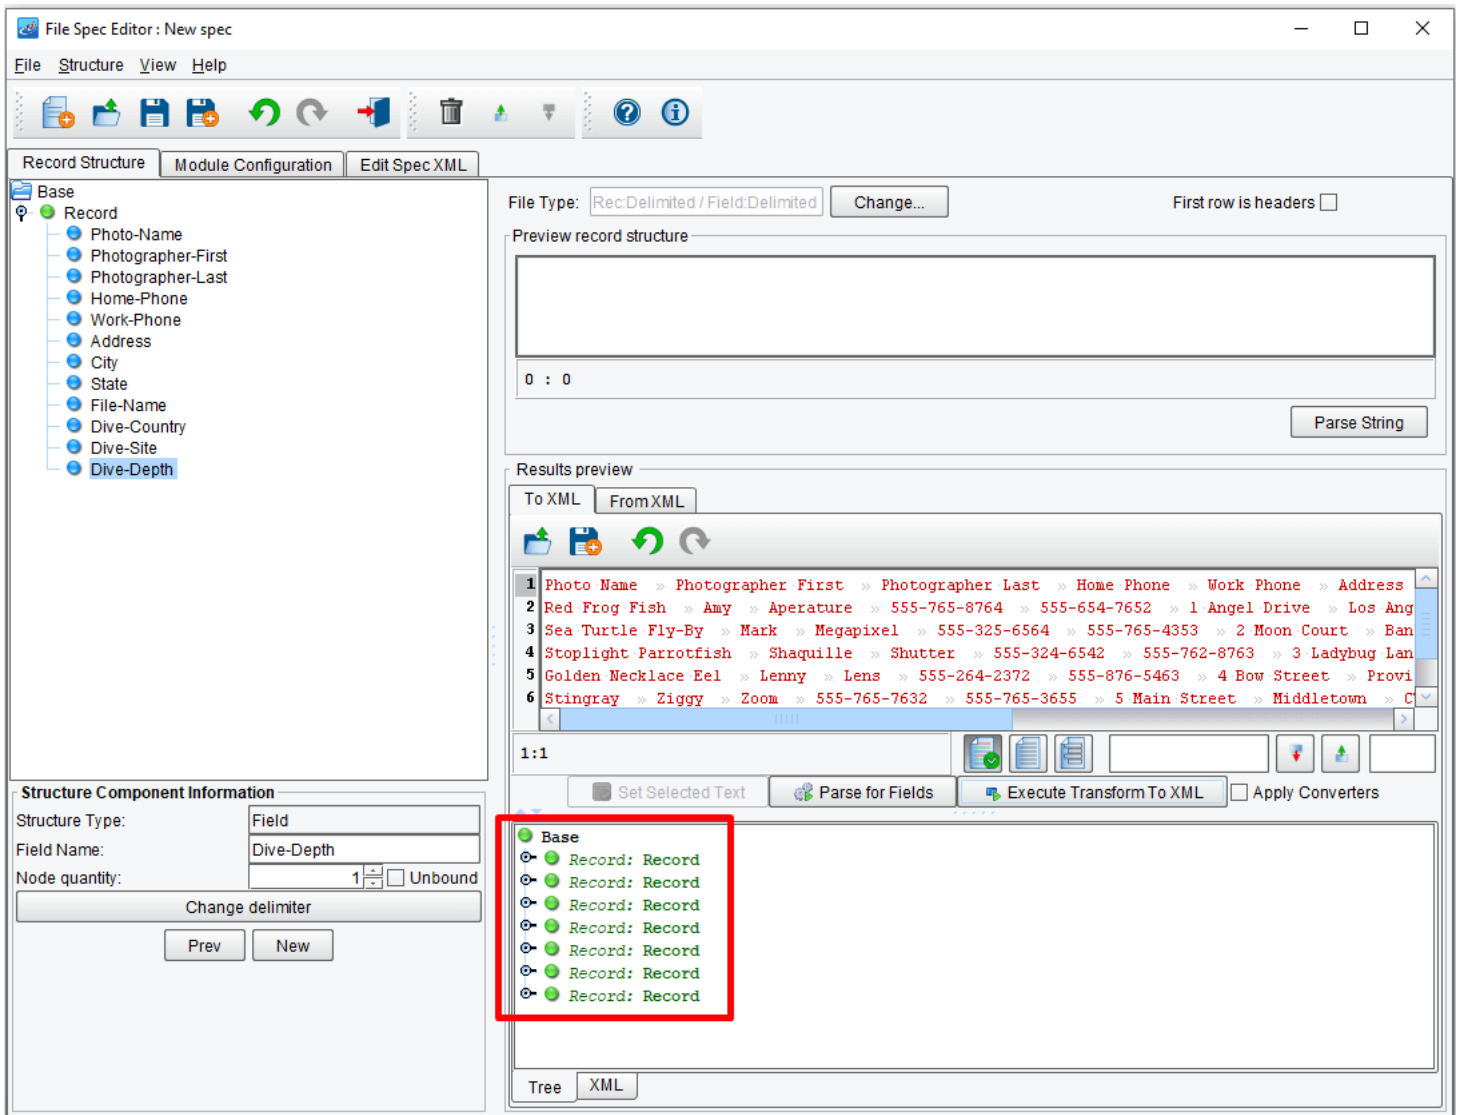 File Spec Editor : New spec
File Structure View Help
Record Structure Module Configuration Edit Spec XML
Base
Record
Photo-Name
Photographer-First
Photographer-Last
Home-Phone
Work-Phone
Address
City
State
File-Name
Dive-Country
Dive-Site
Dive-Depth
Structure Component Information
Structure Type: Field
Field Name: Dive-Depth
Node quantity: 1 Unbound
Change delimiter
Prev New
File Type: Rec:Delimited / Field:Delimited Change... First row is headers
Preview record structure
0 : 0
Parse String
Results preview
To XML From XML
1 Photo Name » Photographer First » Photographer Last » Home Phone » Work Phone » Address
2 Red Frog Fish » Amy » Aperature » 555-765-8764 » 555-654-7652 » 1 Angel Drive » Los Ang
3 Sea Turtle Fly-By » Mark » Megapixel » 555-325-6564 » 555-765-4353 » 2 Moon Court » Ban
4 Stoplight Parrotfish » Shaquille » Shutter » 555-324-6542 » 555-762-8763 » 3 Ladybug Lan
5 Golden Necklace Eel » Lenny » Lens » 555-264-2372 » 555-876-5463 » 4 Bow Street » Provi
6 Stingray » Ziggy » Zoom » 555-765-7632 » 555-765-3655 » 5 Main Street » Middletown »
1:1
Set Selected Text Parse for Fields Execute Transform To XML Apply Converters
Base
Record: Record
Record: Record
Record: Record
Record: Record
Record: Record
Record: Record
Record: Record
Tree XML